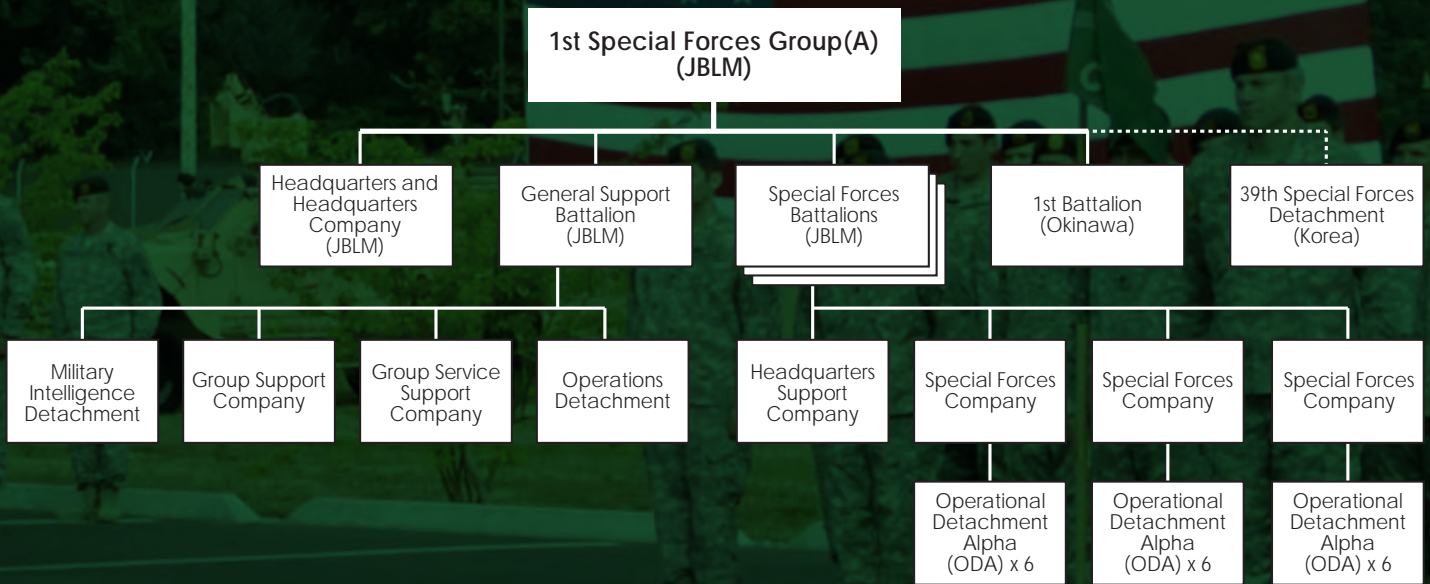 1st Special Forces Group(A)
(JBLM)
Headquarters and
Headquarters
Company
(JBLM)
General Support
Battalion
(JBLM)
Special Forces
Battalions
(JBLM)
1st Battalion
(Okinawa)
39th Special Forces
Detachment
(Korea)
Military
Intelligence
Detachment
Group Support
Company
Group Service
Support
Company
Operations
Detachment
Headquarters
Support
Company
Special Forces
Company
Special Forces
Company
Special Forces
Company
Operational
Detachment
Alpha
(ODA) x 6
Operational
Detachment
Alpha
(ODA) x 6
Operational
Detachment
Alpha
(ODA) x 6